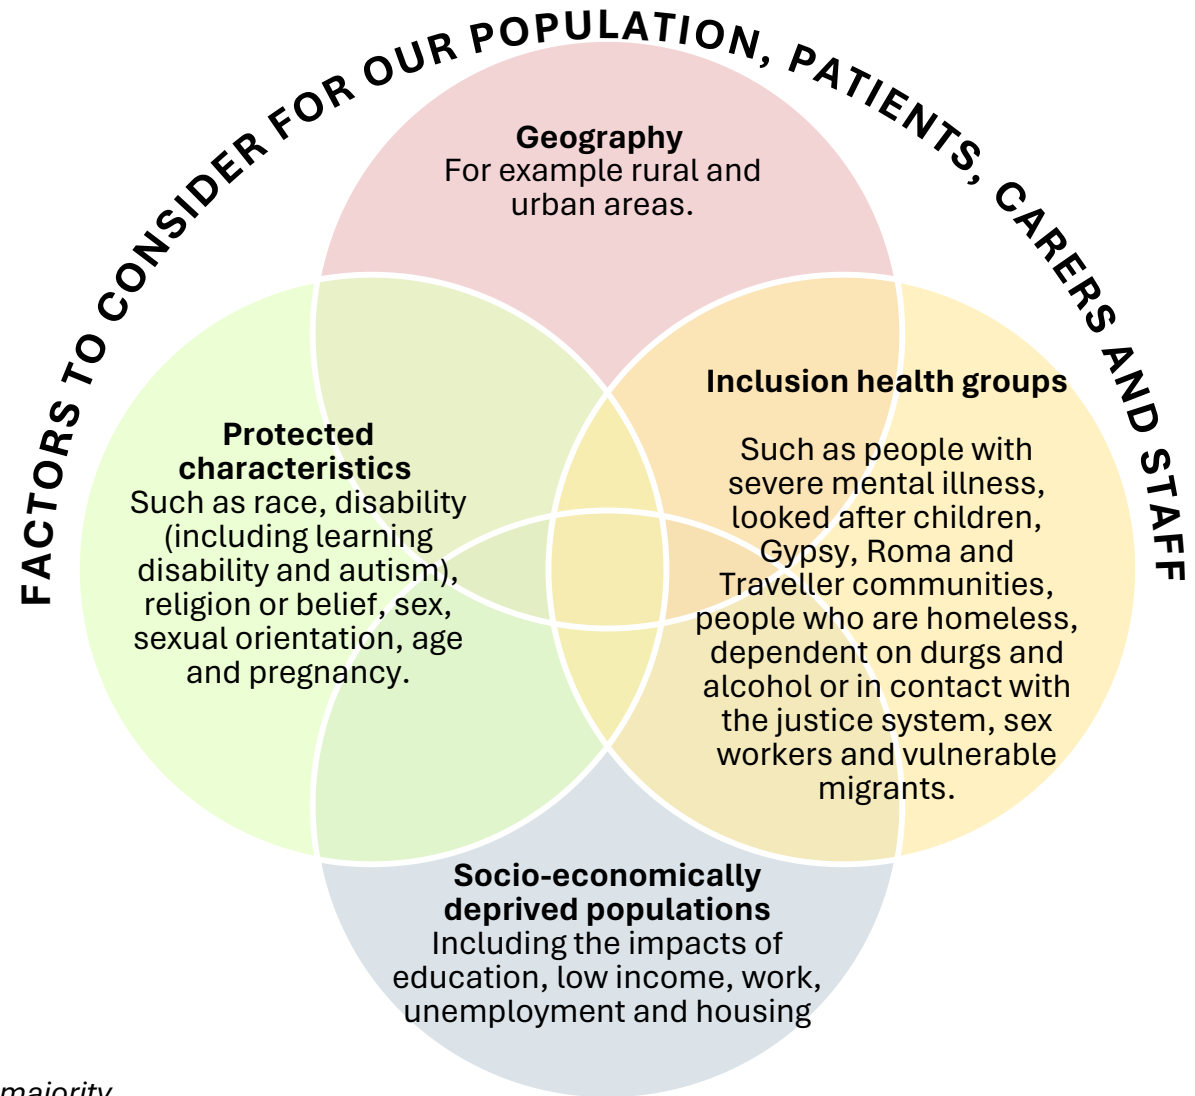 FACTORS TO CONSIDER FOR OUR POPULATION, PATIENTS, CARERS AND STAFF
Geography
For example rural and
urban areas.
Protected
characteristics
Such as race, disability
(including learning
disability and autism),
religion or belief, sex,
sexual orientation, age
and pregnancy.
Inclusion health groups
Such as people with
severe mental illness,
looked after children,
Gypsy, Roma and
Traveller communities,
people who are homeless,
dependent on durgs and
alcohol or in contact with
the justice system, sex
workers and vulnerable
migrants.
Socio-economically
deprived populations
Including the impacts of
education, low income, work,
unemployment and housing
majority